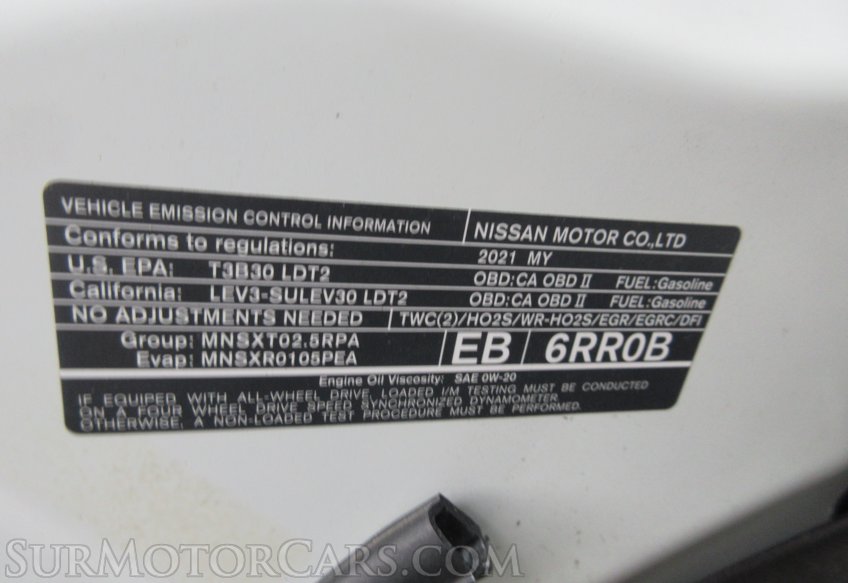 VEHICLE EMISSION CONTROL INFORMATION NISSAN MOTOR CO.,LTD
Conforms to regulations: 2021 MY
U.S. EPA: T3B30 LDT2 OBD:CA OBD II FUEL:Gasoline
California: LEV3-SULEV30 LDT2 OBD:CA OBD II FUEL:Gasoline
NO ADJUSTMENTS NEEDED TWC(2)/HO2S/WR-HO2S/EGR/EGRC/DFI
Group: MNSXT02.5RPA
Evap: MNSXR0105PEA
EB 6RR0B
Engine Oil Viscosity: SAE 0W-20
IF EQUIPPED WITH ALL-WHEEL DRIVE, LOADED I/M TESTING MUST BE CONDUCTED
ON A FOUR WHEEL DRIVE SPEED SYNCHRONIZED DYNAMOMETER.
OTHERWISE, A NON-LOADED TEST PROCEDURE MUST BE PERFORMED.
SurMotorCars.com